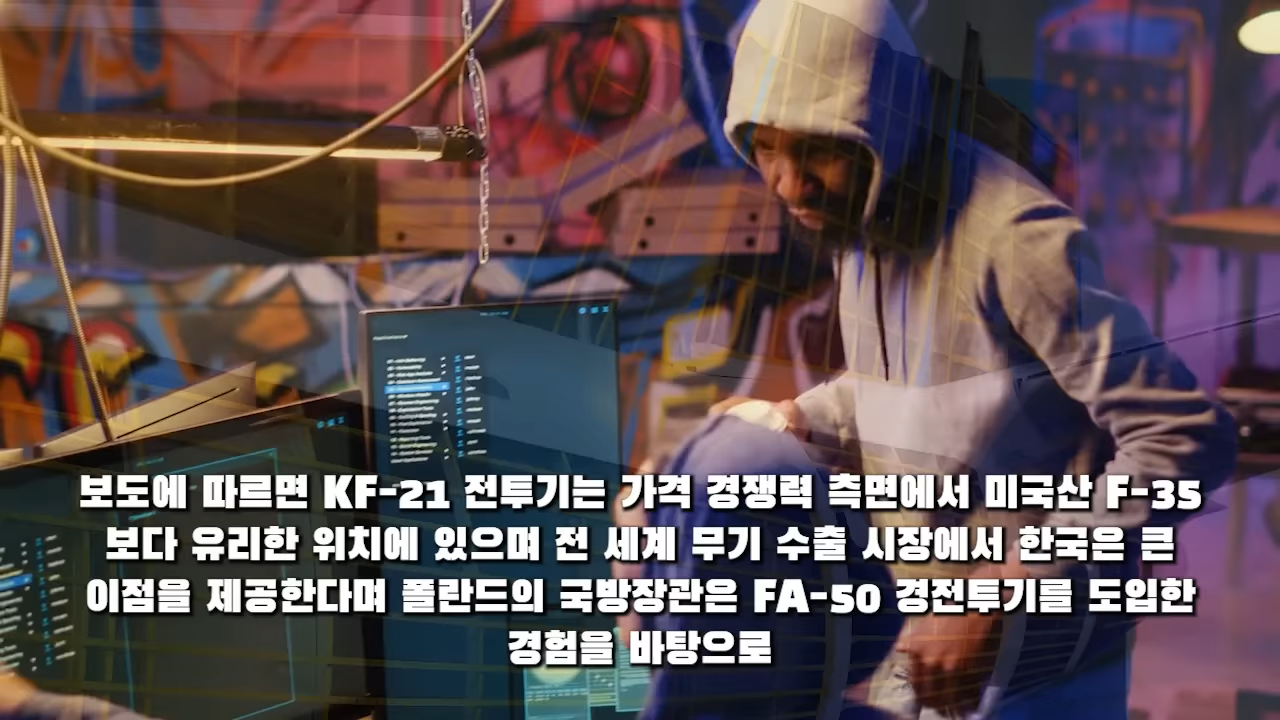 보도에 따르면 KF-21 전투기는 가격 경쟁력 측면에서 미국산 F-35
보다 유리한 위치에 있으며 전 세계 무기 수출 시장에서 한국은 큰
이점을 제공한다며 폴란드의 국방장관은 FA-50 경전투기를 도입한
경험을 바탕으로